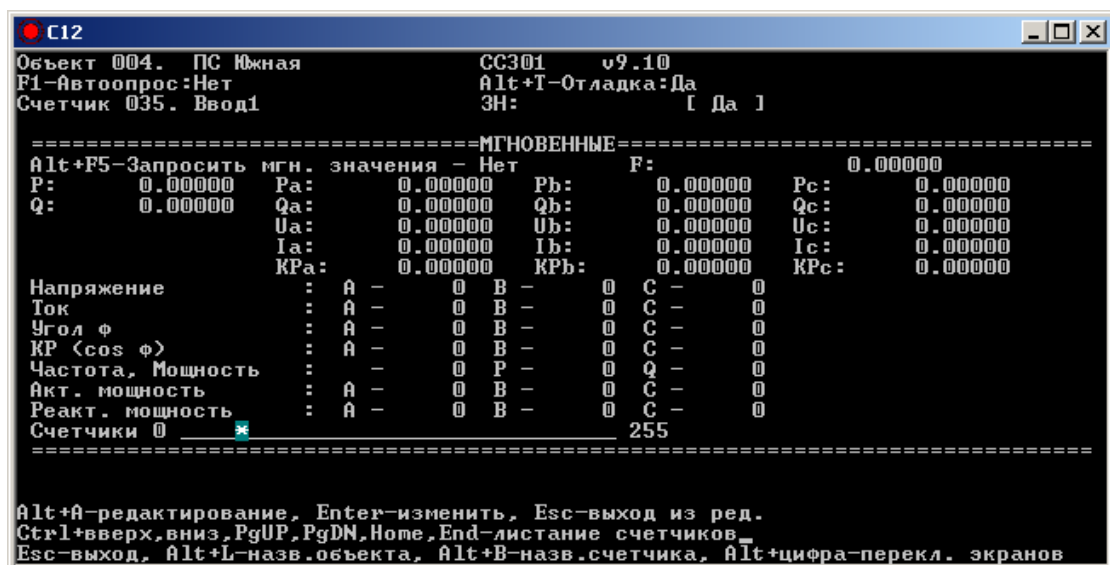 C12
Объект 004. ПС Южная CC301 v9.10
F1-Автоопрос:Нет Alt+T-Отладка:Да
Счетчик 035. Ввод1 ЗН: [ Да ]
==================================МГНОВЕННЫЕ====================================
Alt+F5-Запросить мгн. значения - Нет F: 0.00000
P: 0.00000 Pa: 0.00000 Pb: 0.00000 Pc: 0.00000
Q: 0.00000 Qa: 0.00000 Qb: 0.00000 Qc: 0.00000
Ua: 0.00000 Ub: 0.00000 Uc: 0.00000
Ia: 0.00000 Ib: 0.00000 Ic: 0.00000
KPa: 0.00000 KPb: 0.00000 KPc: 0.00000
Напряжение : A - 0 B - 0 C - 0
Ток : A - 0 B - 0 C - 0
Угол φ : A - 0 B - 0 C - 0
КР (cos φ) : A - 0 B - 0 C - 0
Частота, Мощность : - 0 P - 0 Q - 0
Акт. мощность : A - 0 B - 0 C - 0
Реакт. мощность : A - 0 B - 0 C - 0
Счетчики 0 ____*___________________________ 255
================================================================================
Alt+A-редактирование, Enter-изменить, Esc-выход из ред.
Ctrl+вверх,вниз,PgUP,PgDN,Home,End-листание счетчиков_
Esc-выход, Alt+L-назв.объекта, Alt+B-назв.счетчика, Alt+цифра-перекл. экранов